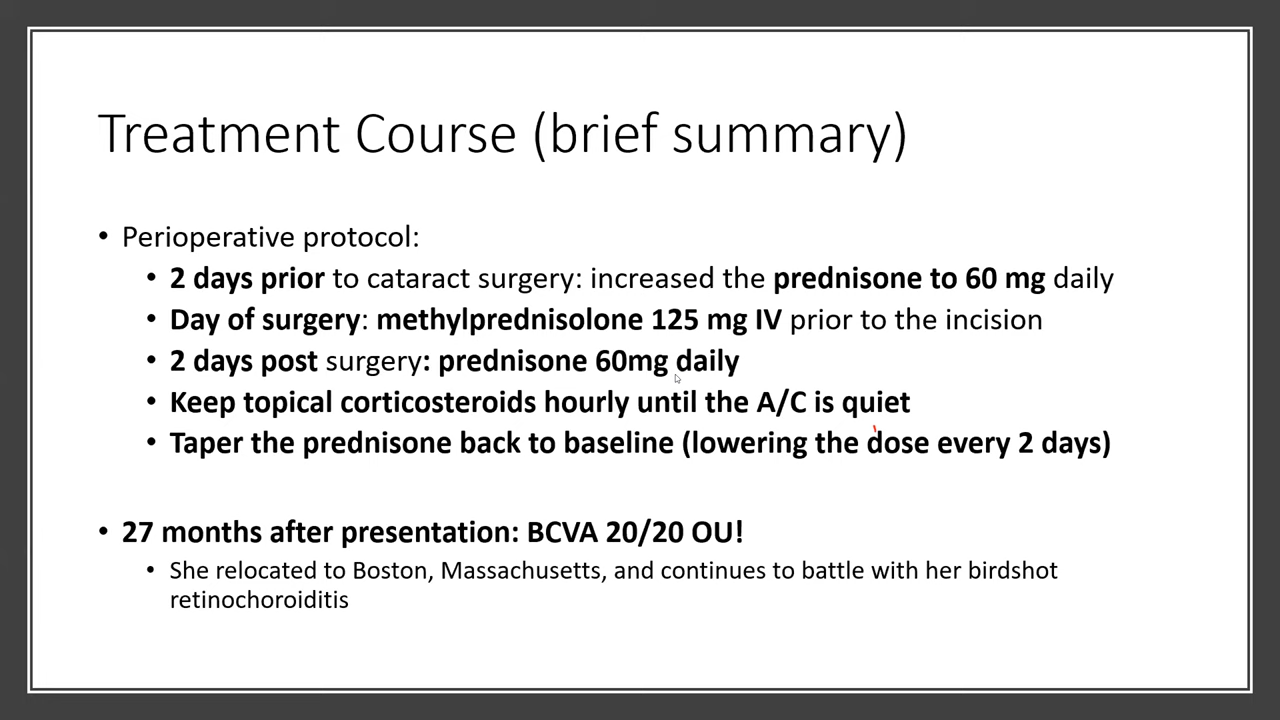 Treatment Course (brief summary)
• Perioperative protocol:
• 2 days prior to cataract surgery: increased the prednisone to 60 mg daily
• Day of surgery: methylprednisolone 125 mg IV prior to the incision
• 2 days post surgery: prednisone 60mg daily
• Keep topical corticosteroids hourly until the A/C is quiet
• Taper the prednisone back to baseline (lowering the dose every 2 days)
• 27 months after presentation: BCVA 20/20 OU!
• She relocated to Boston, Massachusetts, and continues to battle with her birdshot
retinochoroiditis